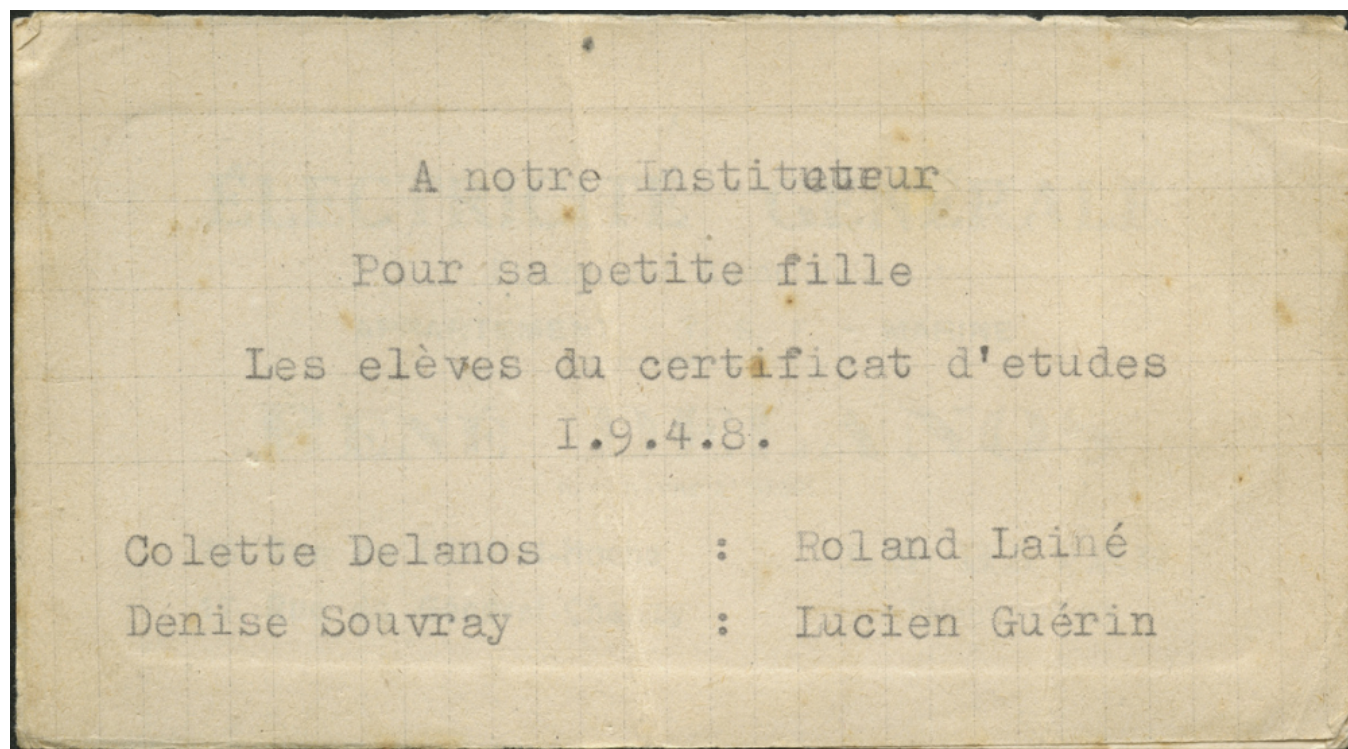 A notre Instituteur
Pour sa petite fille
Les elèves du certificat d'etudes
I.9.4.8.
Colette Delanos : Roland Lainé
Denise Souvray : Lucien Guérin